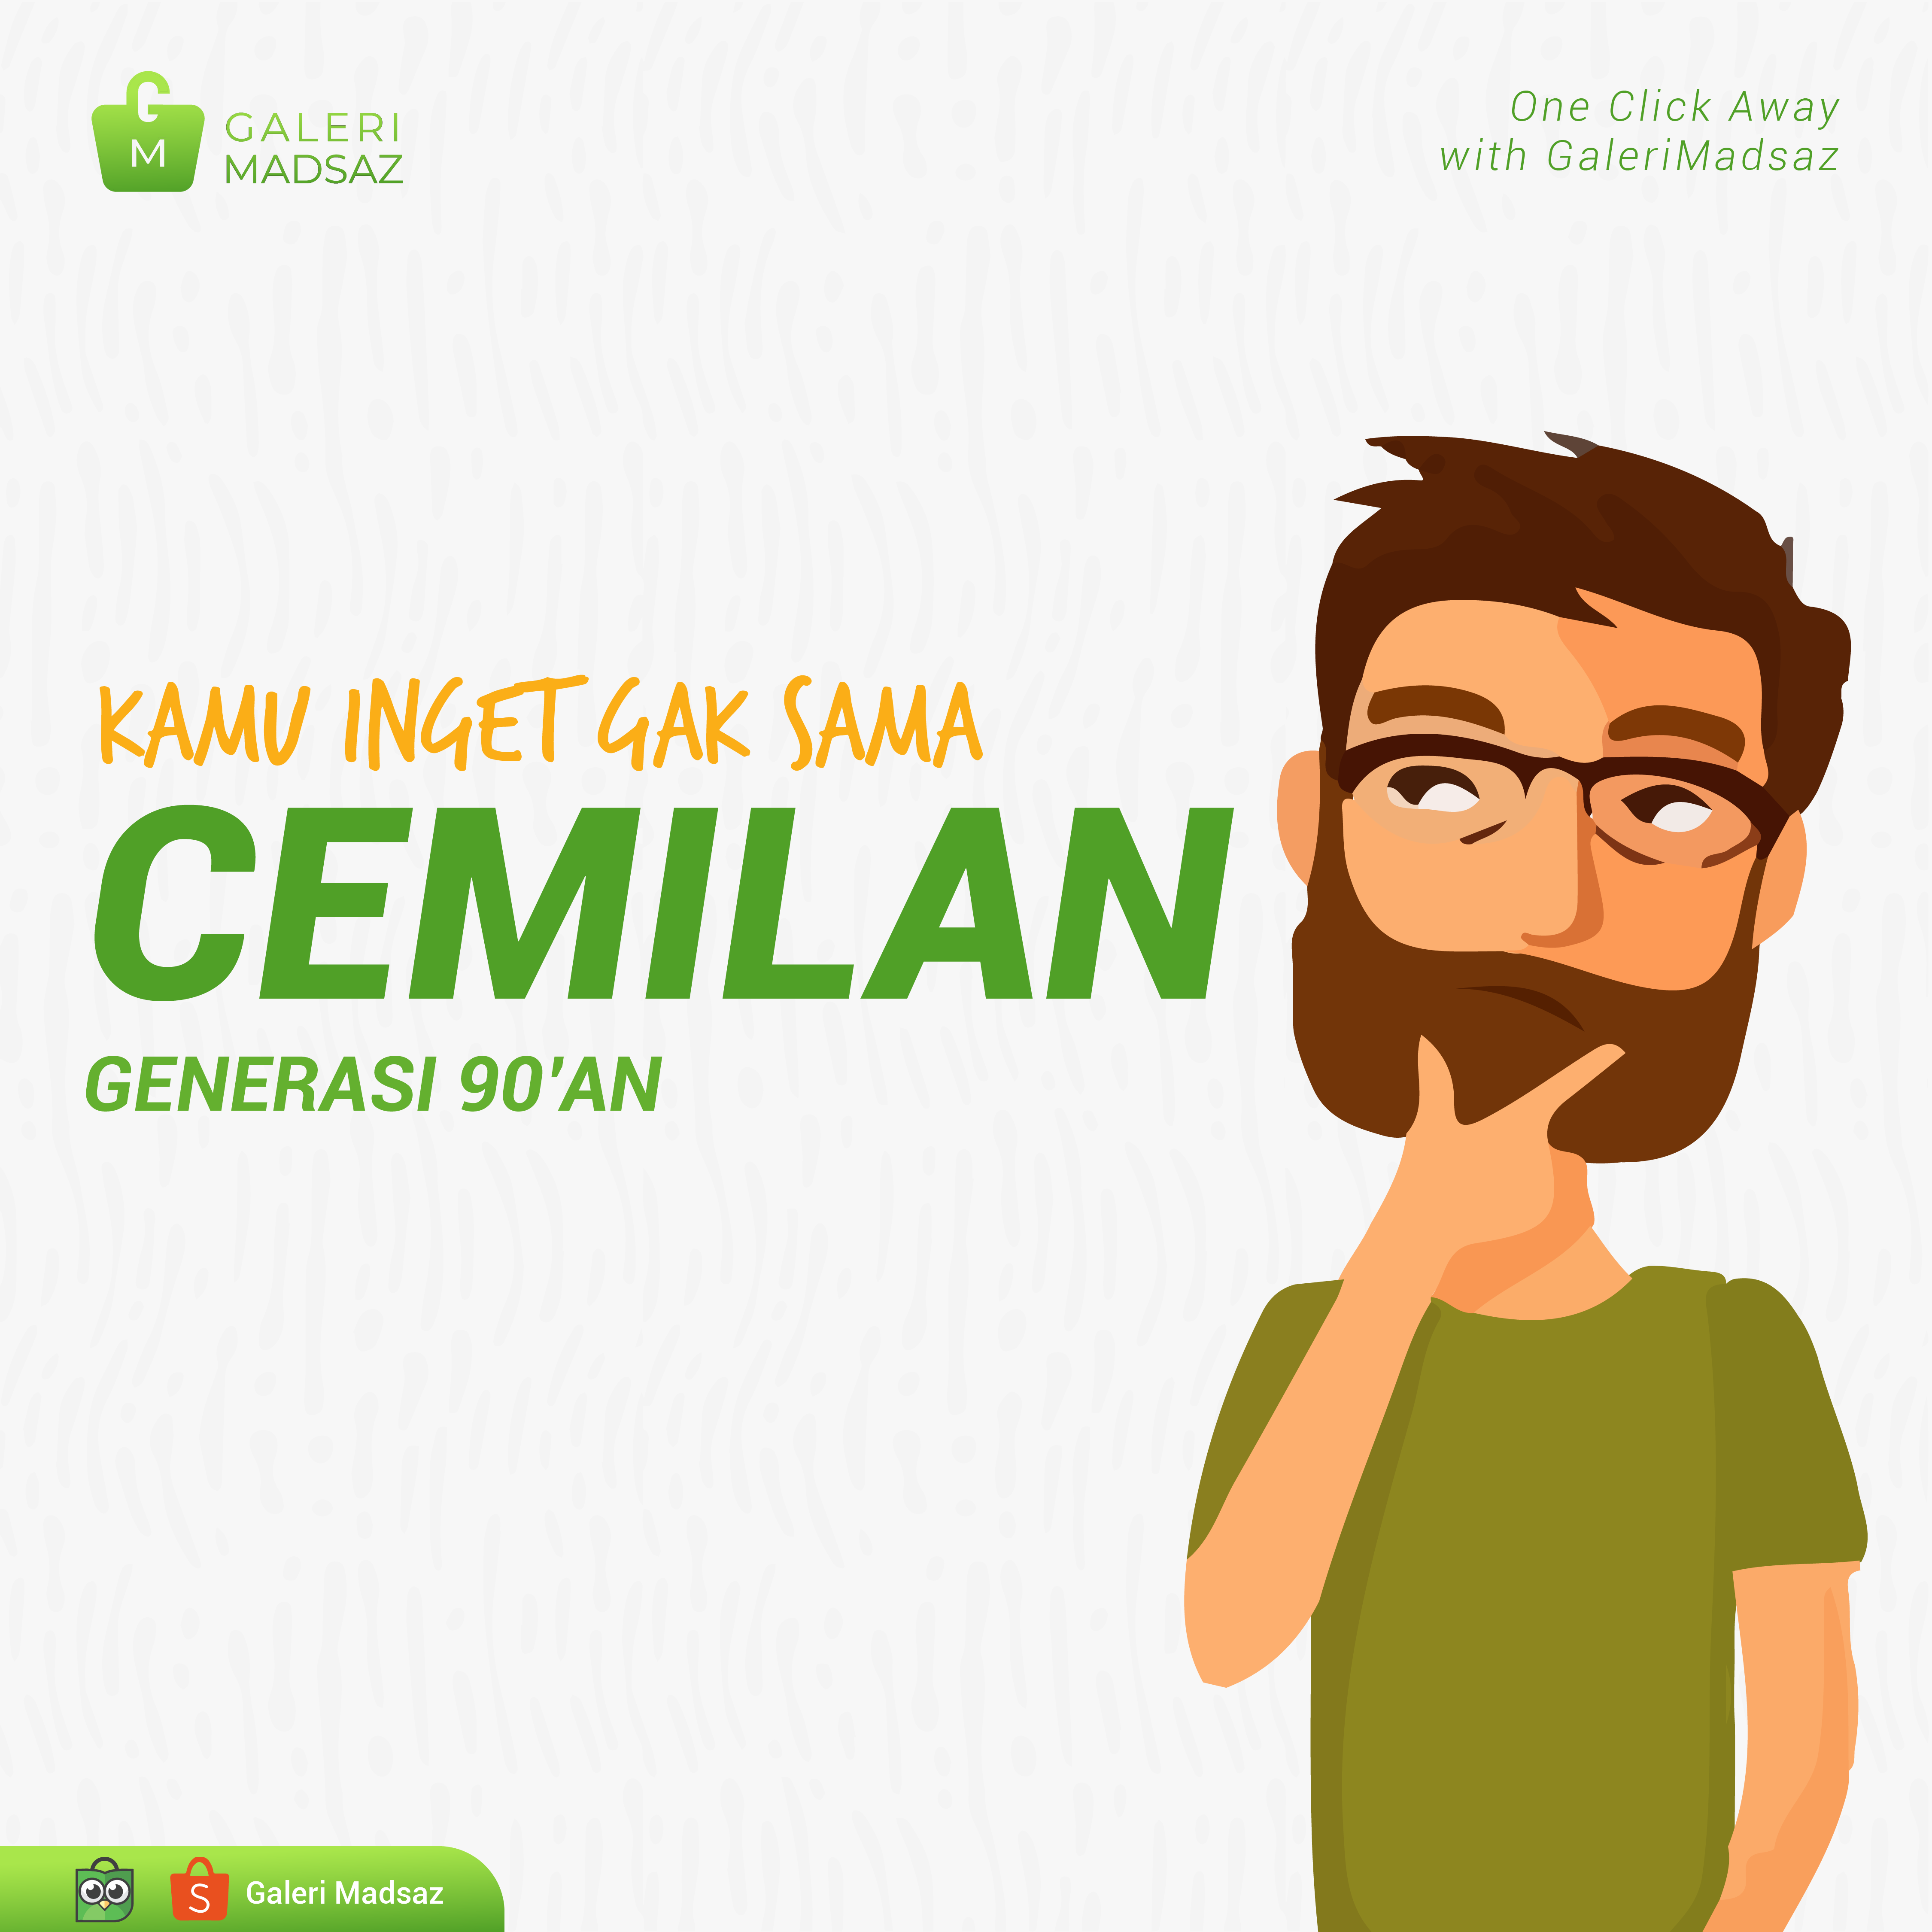 GALERI
MADSAZ
One Click Away
with GaleriMadsaz
KAMU INGET GAK SAMA
CEMILAN
GENERASI 90'AN
Galeri Madsaz